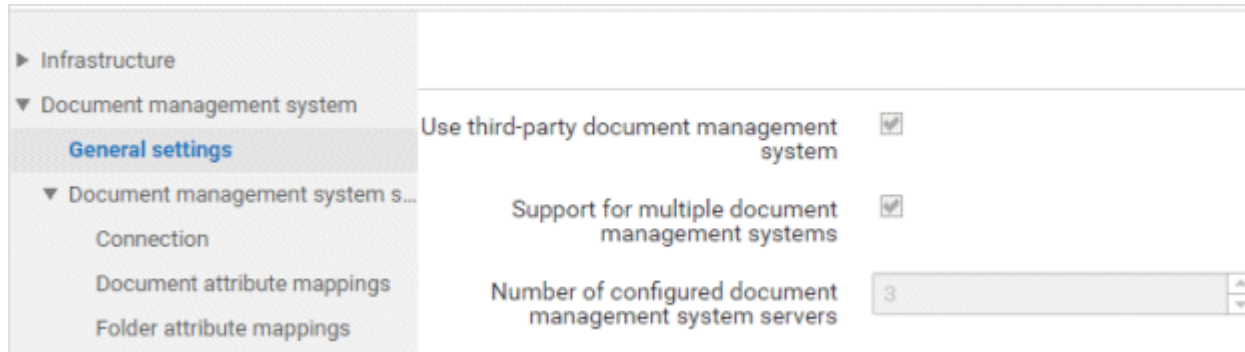 Infrastructure
Document management system
General settings
Document management system s...
Connection
Document attribute mappings
Folder attribute mappings
Use third-party document management
system
Support for multiple document
management systems
Number of configured document
management system servers
3